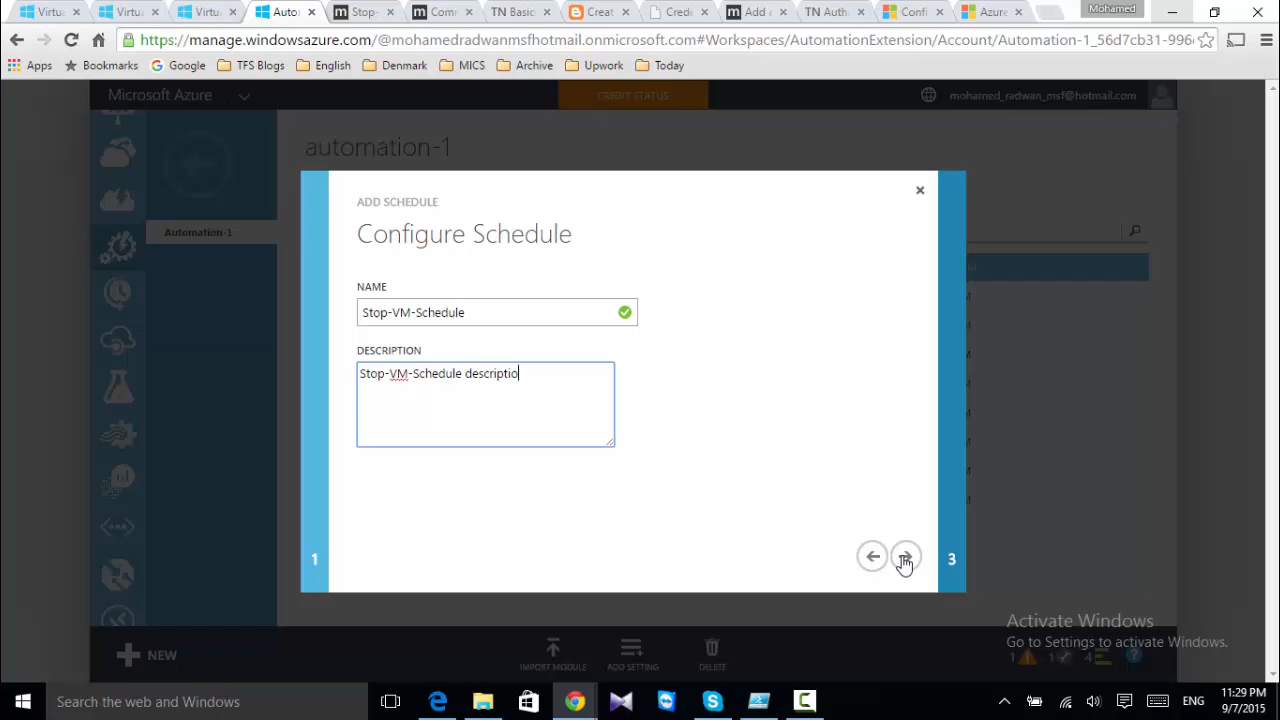 Virtu
Virtu
Virtu
Auto
Stop-
Com
TN Basic
Creat
Crede
Add a
TN Auth
Confi
Azure
Mohamed
https://manage.windowsazure.com/@mohamedradwanmsfhotmail.onmicrosoft.com#Workspaces/AutomationExtension/Account/Automation-1_56d7cb31-996
Apps
Bookmarks
Google
TFS Blogs
English
Denmark
MICS
Archive
Upwork
Today
Microsoft Azure
CREDIT STATUS
mohamed_radwan_msf@hotmail.com
automation-1
Automation-1
ADD SCHEDULE
Configure Schedule
NAME
Stop-VM-Schedule
DESCRIPTION
Stop-VM-Schedule descriptio
1
3
NEW
IMPORT MODULE
ADD SETTING
DELETE
Activate Windows
Go to Settings to activate Windows.
1
1
4
Search the web and Windows
ENG
11:29 PM
9/7/2015